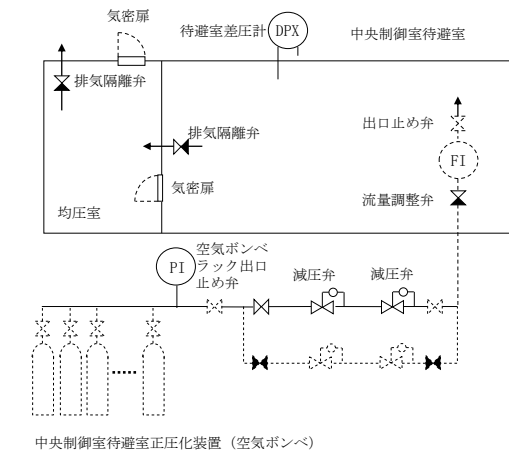 気密扉
待避室差圧計
DPX
中央制御室待避室
排気隔離弁
出口止め弁
排気隔離弁
FI
気密扉
流量調整弁
均圧室
空気ボンベ
ラック出口
止め弁
PI
減圧弁
減圧弁
中央制御室待避室正圧化装置（空気ボンベ）